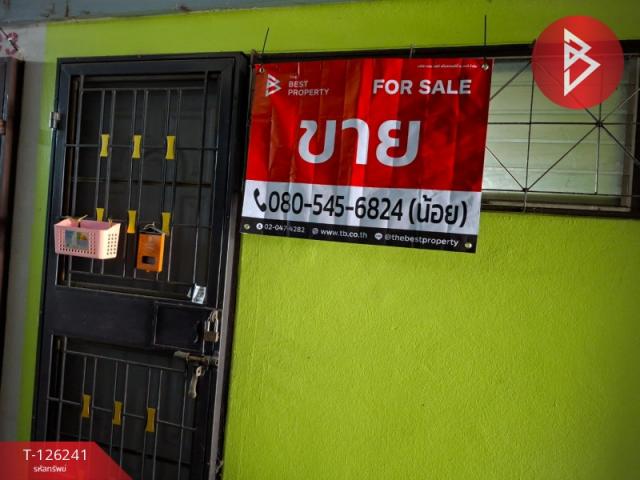 3
THE
BEST
PROPERTY
FOR SALE
ขาย
080-545-6824 (น้อย)
02-047-4282 www.tb.co.th @thebestproperty
T-126241
รหัสทรัพย์